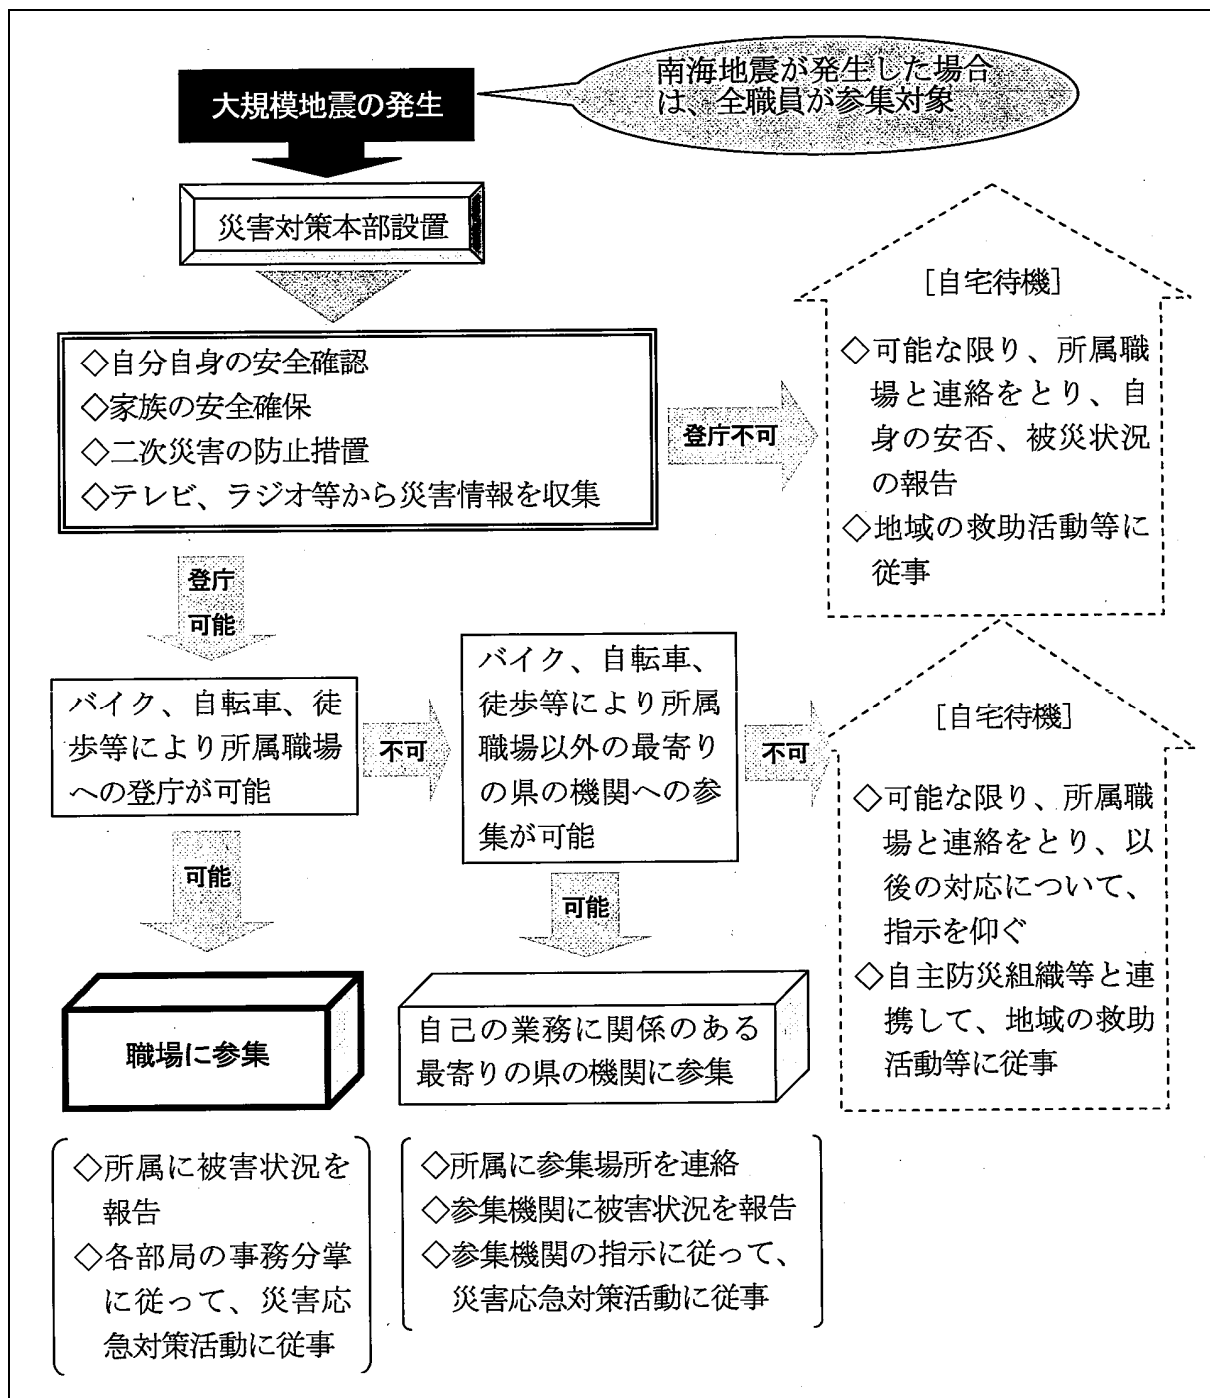 南海地震が発生した場合
は、全職員が参集対象
大規模地震の発生
災害対策本部設置
◇自分自身の安全確認
◇家族の安全確保
◇二次災害の防止措置
◇テレビ、ラジオ等から災害情報を収集
登庁不可
[自宅待機]
◇可能な限り、所属職
場と連絡をとり、自
身の安否、被災状況
の報告
◇地域の救助活動等に
従事
登庁
可能
バイク、自転車、徒
歩等により所属職場
への登庁が可能
不可
バイク、自転車、
徒歩等により所属
職場以外の最寄り
の県の機関への参
集が可能
不可
[自宅待機]
◇可能な限り、所属職
場と連絡をとり、以
後の対応について、
指示を仰ぐ
◇自主防災組織等と連
携して、地域の救助
活動等に従事
可能
可能
職場に参集
自己の業務に関係のある
最寄りの県の機関に参集
◇所属に被害状況を
報告
◇各部局の事務分掌
に従って、災害応
急対策活動に従事
◇所属に参集場所を連絡
◇参集機関に被害状況を報告
◇参集機関の指示に従って、
災害応急対策活動に従事